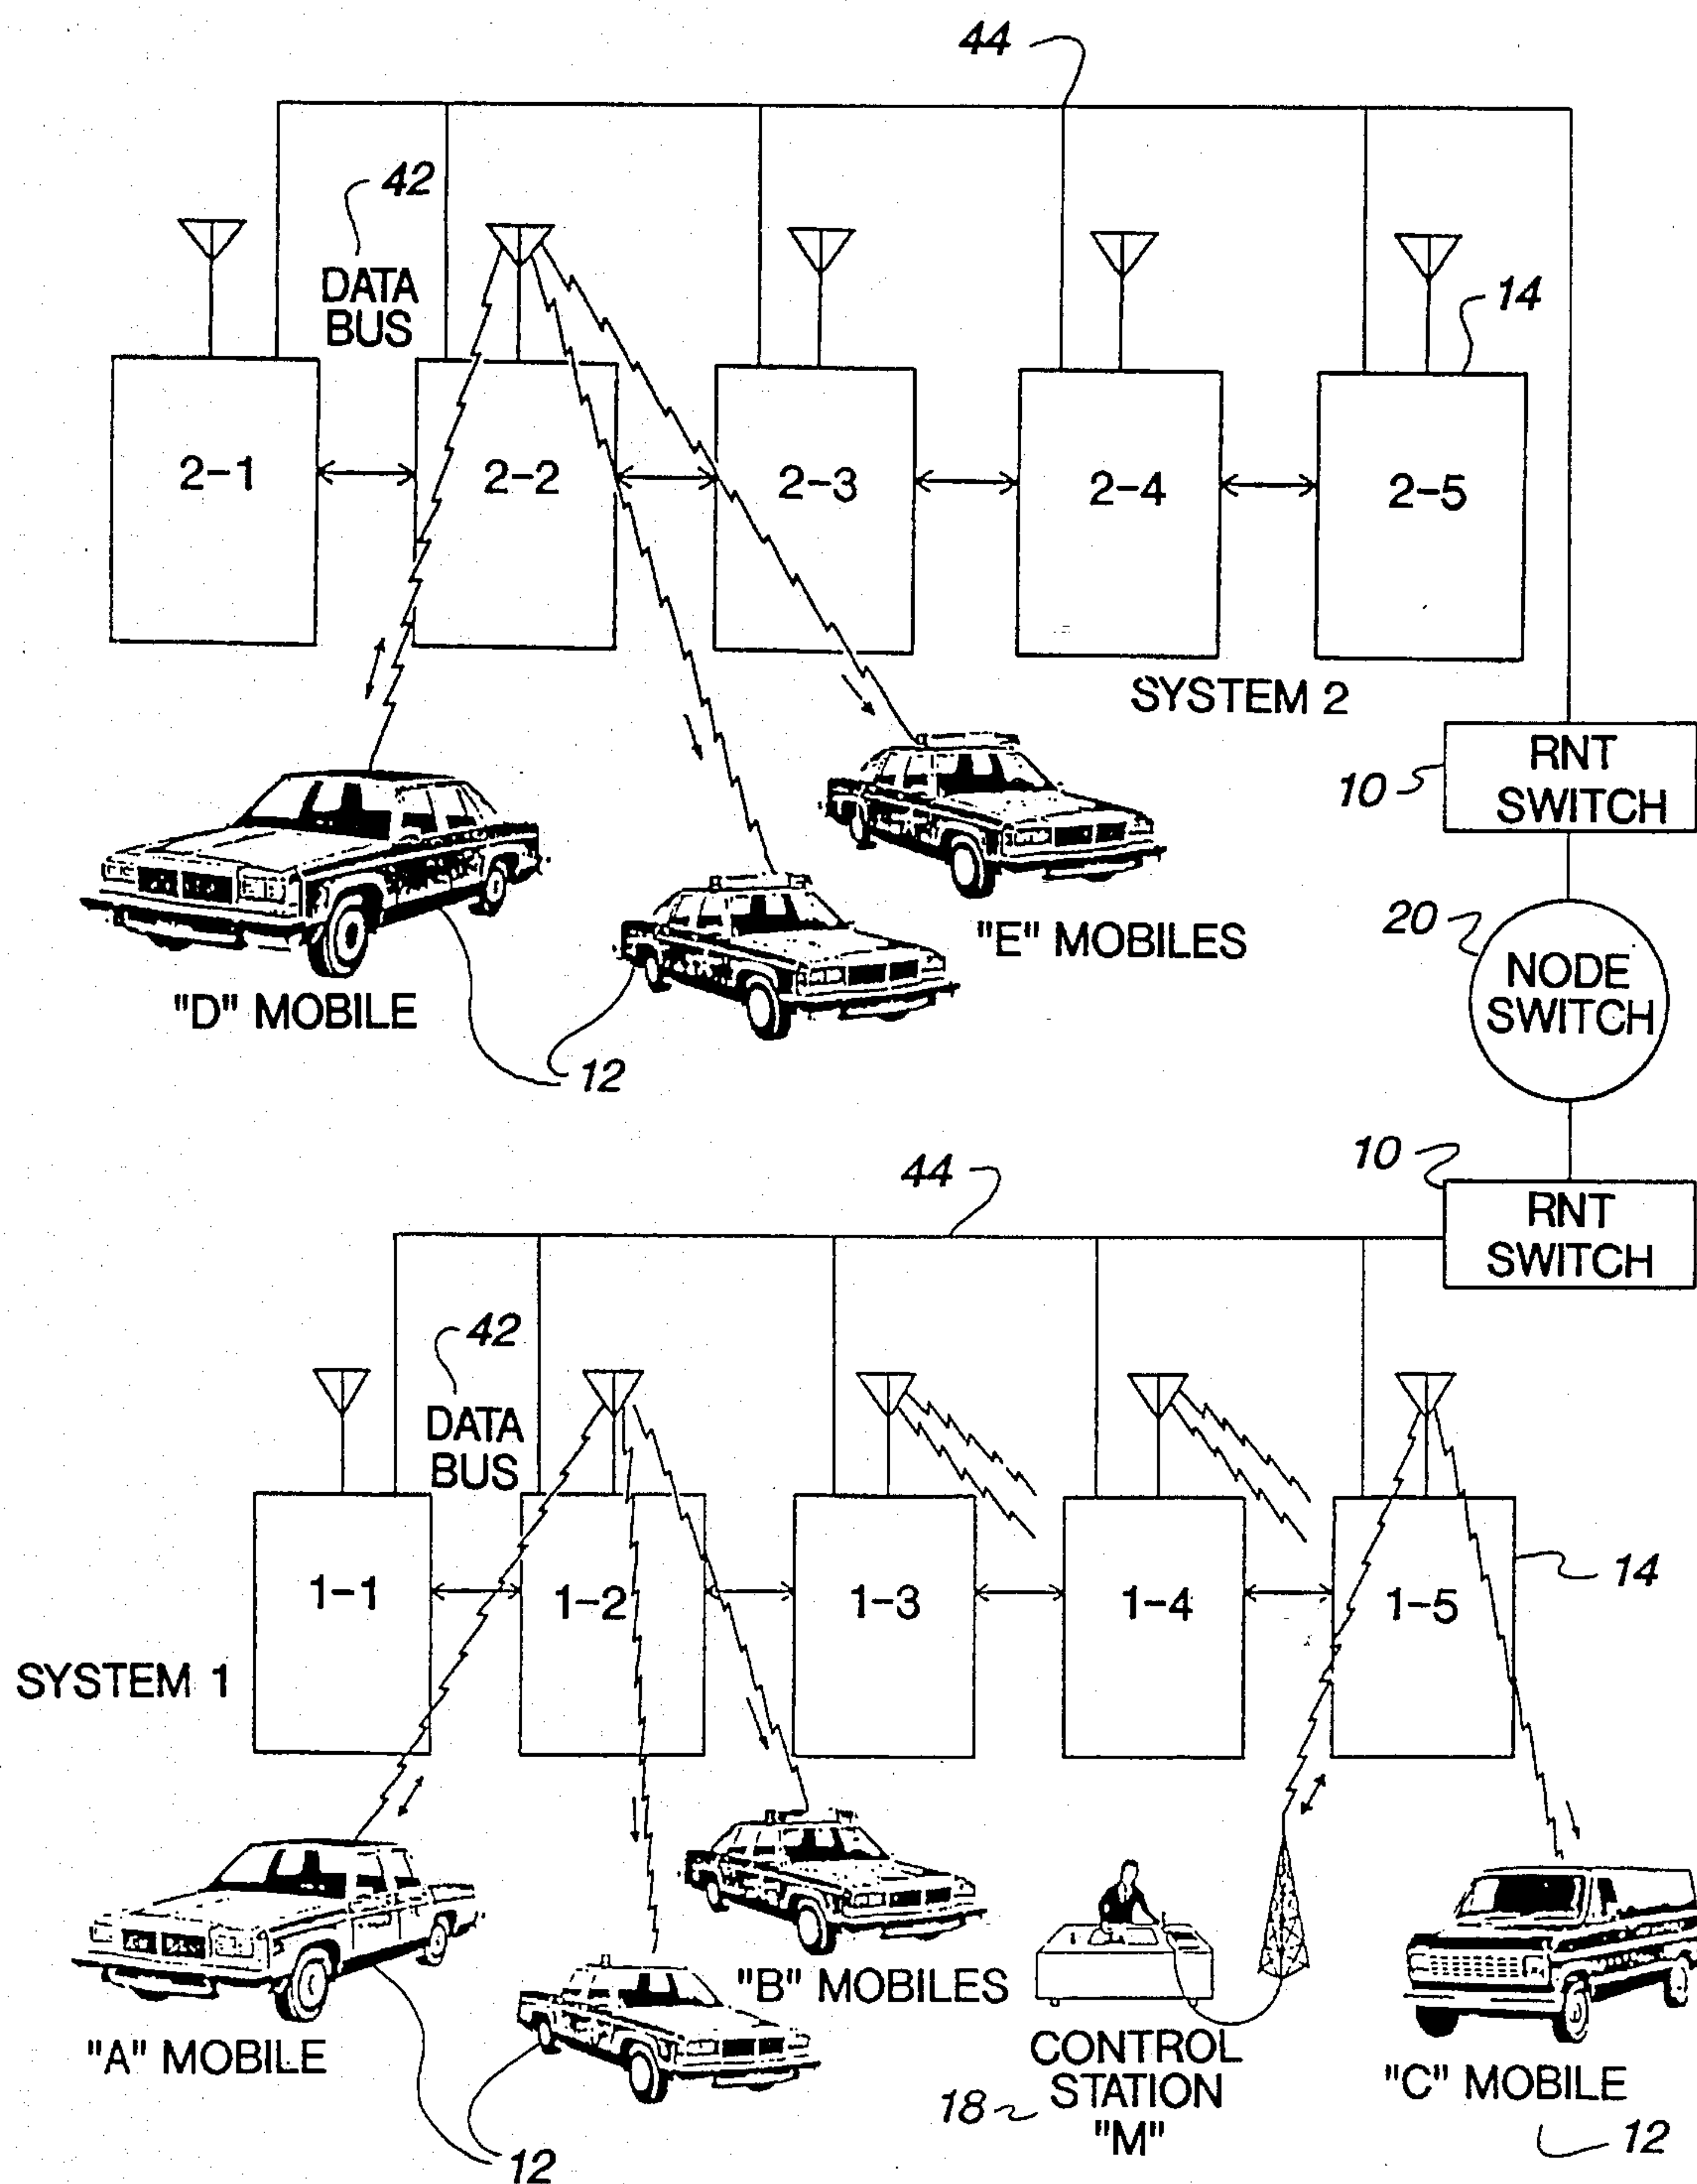 44
42
DATA
BUS
14
2-1
2-2
2-3
2-4
2-5
SYSTEM 2
10
RNT
SWITCH
"D" MOBILE
"E" MOBILES
12
20
NODE
SWITCH
10
RNT
SWITCH
44
42
DATA
BUS
1-1
1-2
1-3
1-4
1-5
14
SYSTEM 1
"A" MOBILE
12
"B" MOBILES
CONTROL
STATION
"M"
18
"C" MOBILE
12